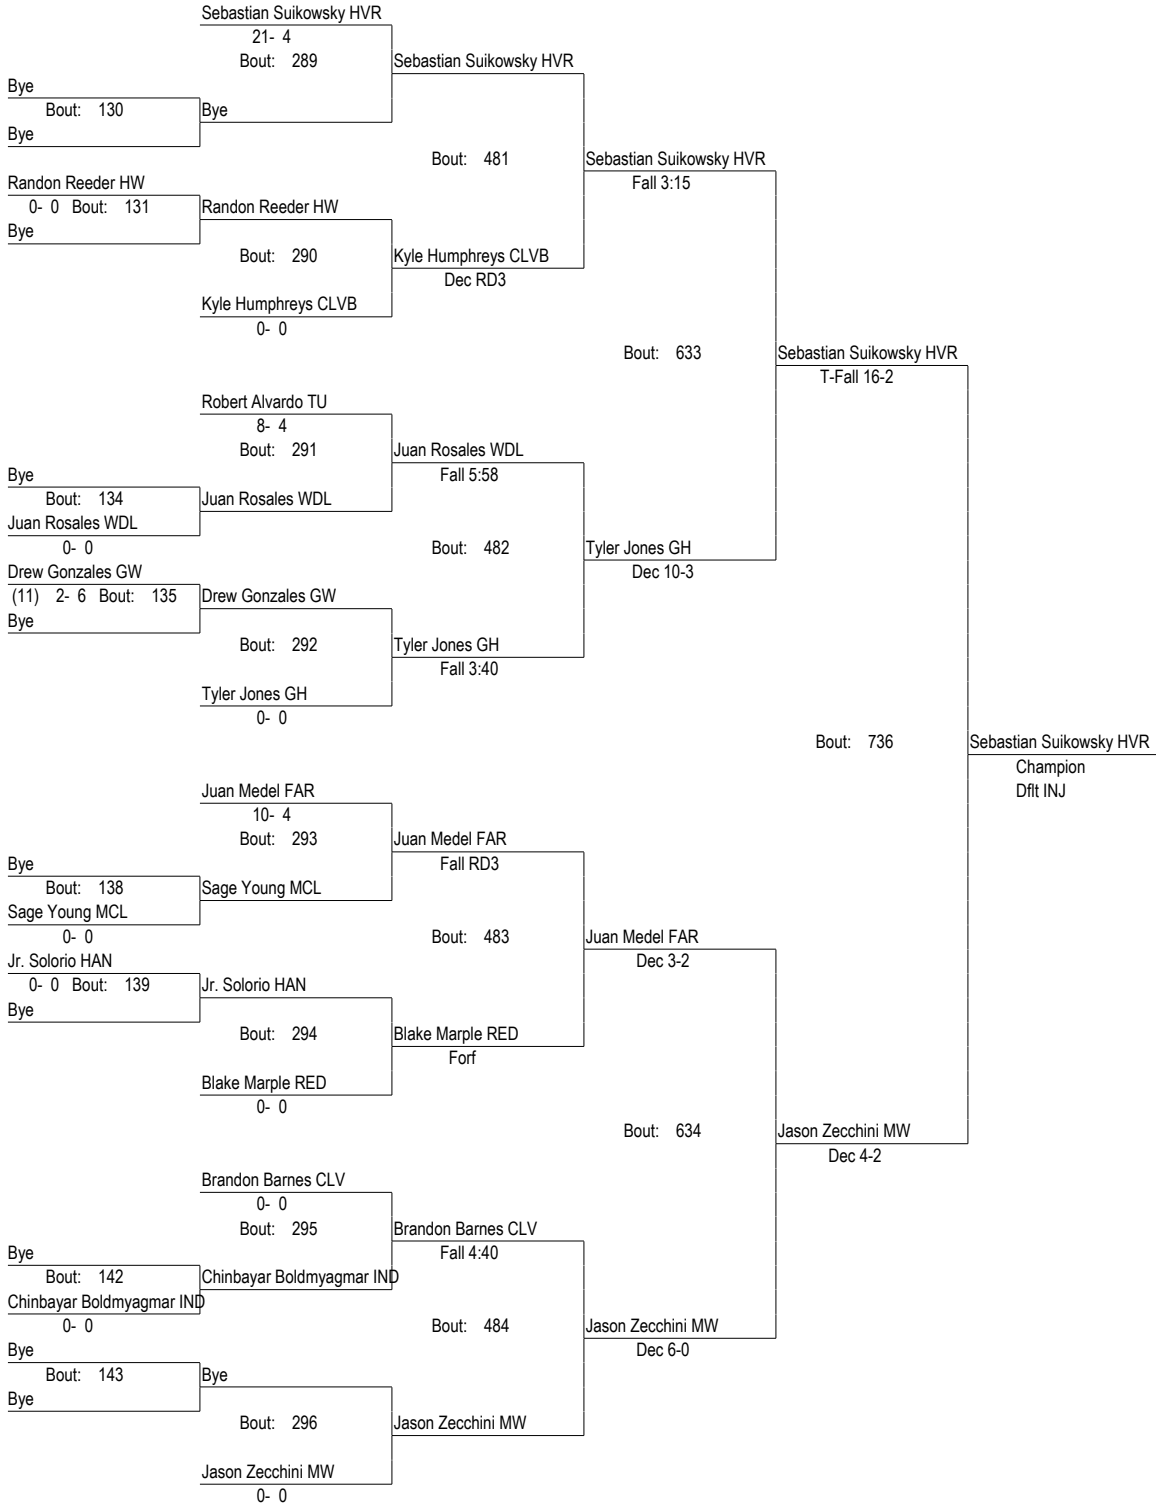 Sebastian Suikowsky HVR
21- 4
Bout: 289
Sebastian Suikowsky HVR
Bye
Bout: 130
Bye
Bye
Bout: 481
Sebastian Suikowsky HVR
Fall 3:15
Randon Reeder HW
0- 0 Bout: 131
Randon Reeder HW
Bye
Bout: 290
Kyle Humphreys CLVB
Dec RD3
Kyle Humphreys CLVB
0- 0
Bout: 633
Sebastian Suikowsky HVR
T-Fall 16-2
Robert Alvardo TU
8- 4
Bout: 291
Juan Rosales WDL
Fall 5:58
Bye
Bout: 134
Juan Rosales WDL
Juan Rosales WDL
0- 0
Bout: 482
Tyler Jones GH
Dec 10-3
Drew Gonzales GW
(11) 2- 6 Bout: 135
Drew Gonzales GW
Bye
Bout: 292
Tyler Jones GH
Fall 3:40
Tyler Jones GH
0- 0
Bout: 736
Sebastian Suikowsky HVR
Champion
Dflt INJ
Juan Medel FAR
10- 4
Bout: 293
Juan Medel FAR
Fall RD3
Bye
Bout: 138
Sage Young MCL
Sage Young MCL
0- 0
Bout: 483
Juan Medel FAR
Dec 3-2
Jr. Solorio HAN
0- 0 Bout: 139
Jr. Solorio HAN
Bye
Bout: 294
Blake Marple RED
Forf
Blake Marple RED
0- 0
Bout: 634
Jason Zecchini MW
Dec 4-2
Brandon Barnes CLV
0- 0
Bout: 295
Brandon Barnes CLV
Fall 4:40
Bye
Bout: 142
Chinbayar Boldmyagmar IND
Chinbayar Boldmyagmar IND
0- 0
Bout: 484
Jason Zecchini MW
Dec 6-0
Bye
Bout: 143
Bye
Bye
Bout: 296
Jason Zecchini MW
Jason Zecchini MW
0- 0